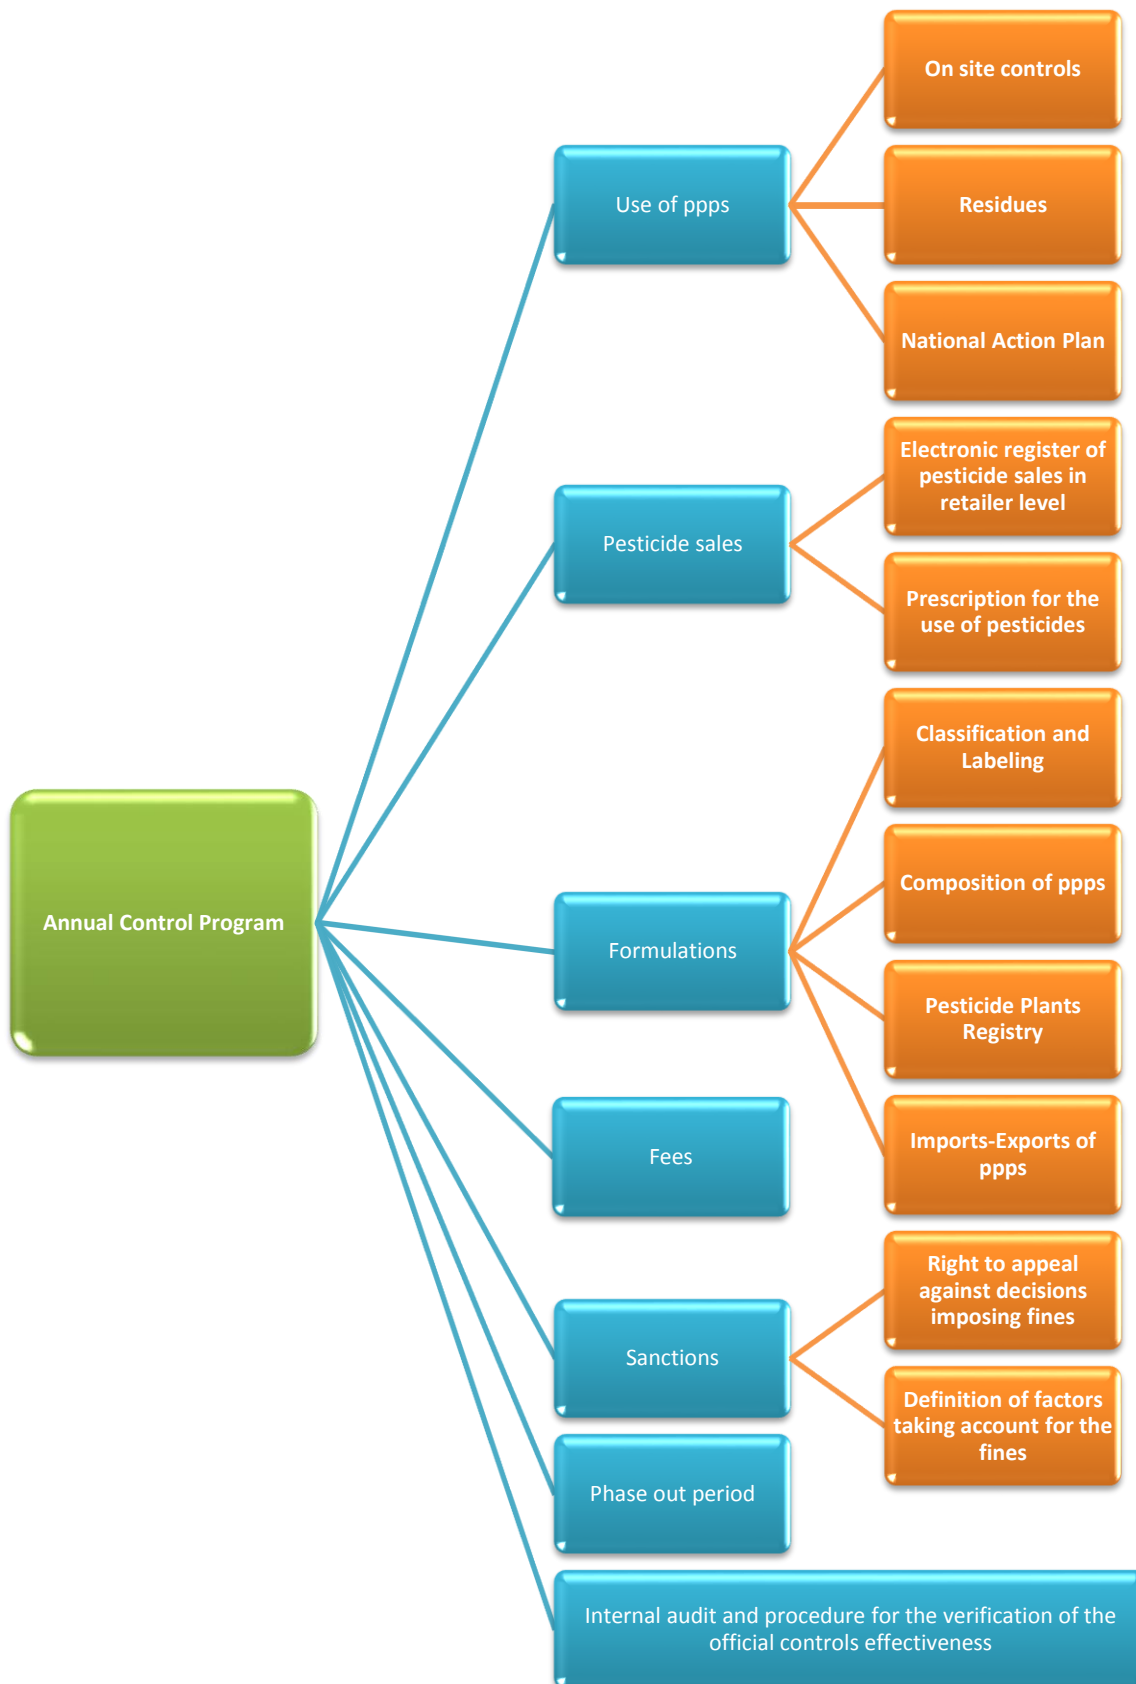 On site controls
Use of ppps
Residues
National Action Plan
Electronic register of
pesticide sales in
retailer level
Pesticide sales
Prescription for the
use of pesticides
Classification and
Labeling
Annual Control Program
Composition of ppps
Formulations
Pesticide Plants
Registry
Fees
Imports-Exports of
ppps
Right to appeal
against decisions
imposing fines
Sanctions
Definition of factors
taking account for the
fines
Phase out period
Internal audit and procedure for the verification of the
official controls effectiveness